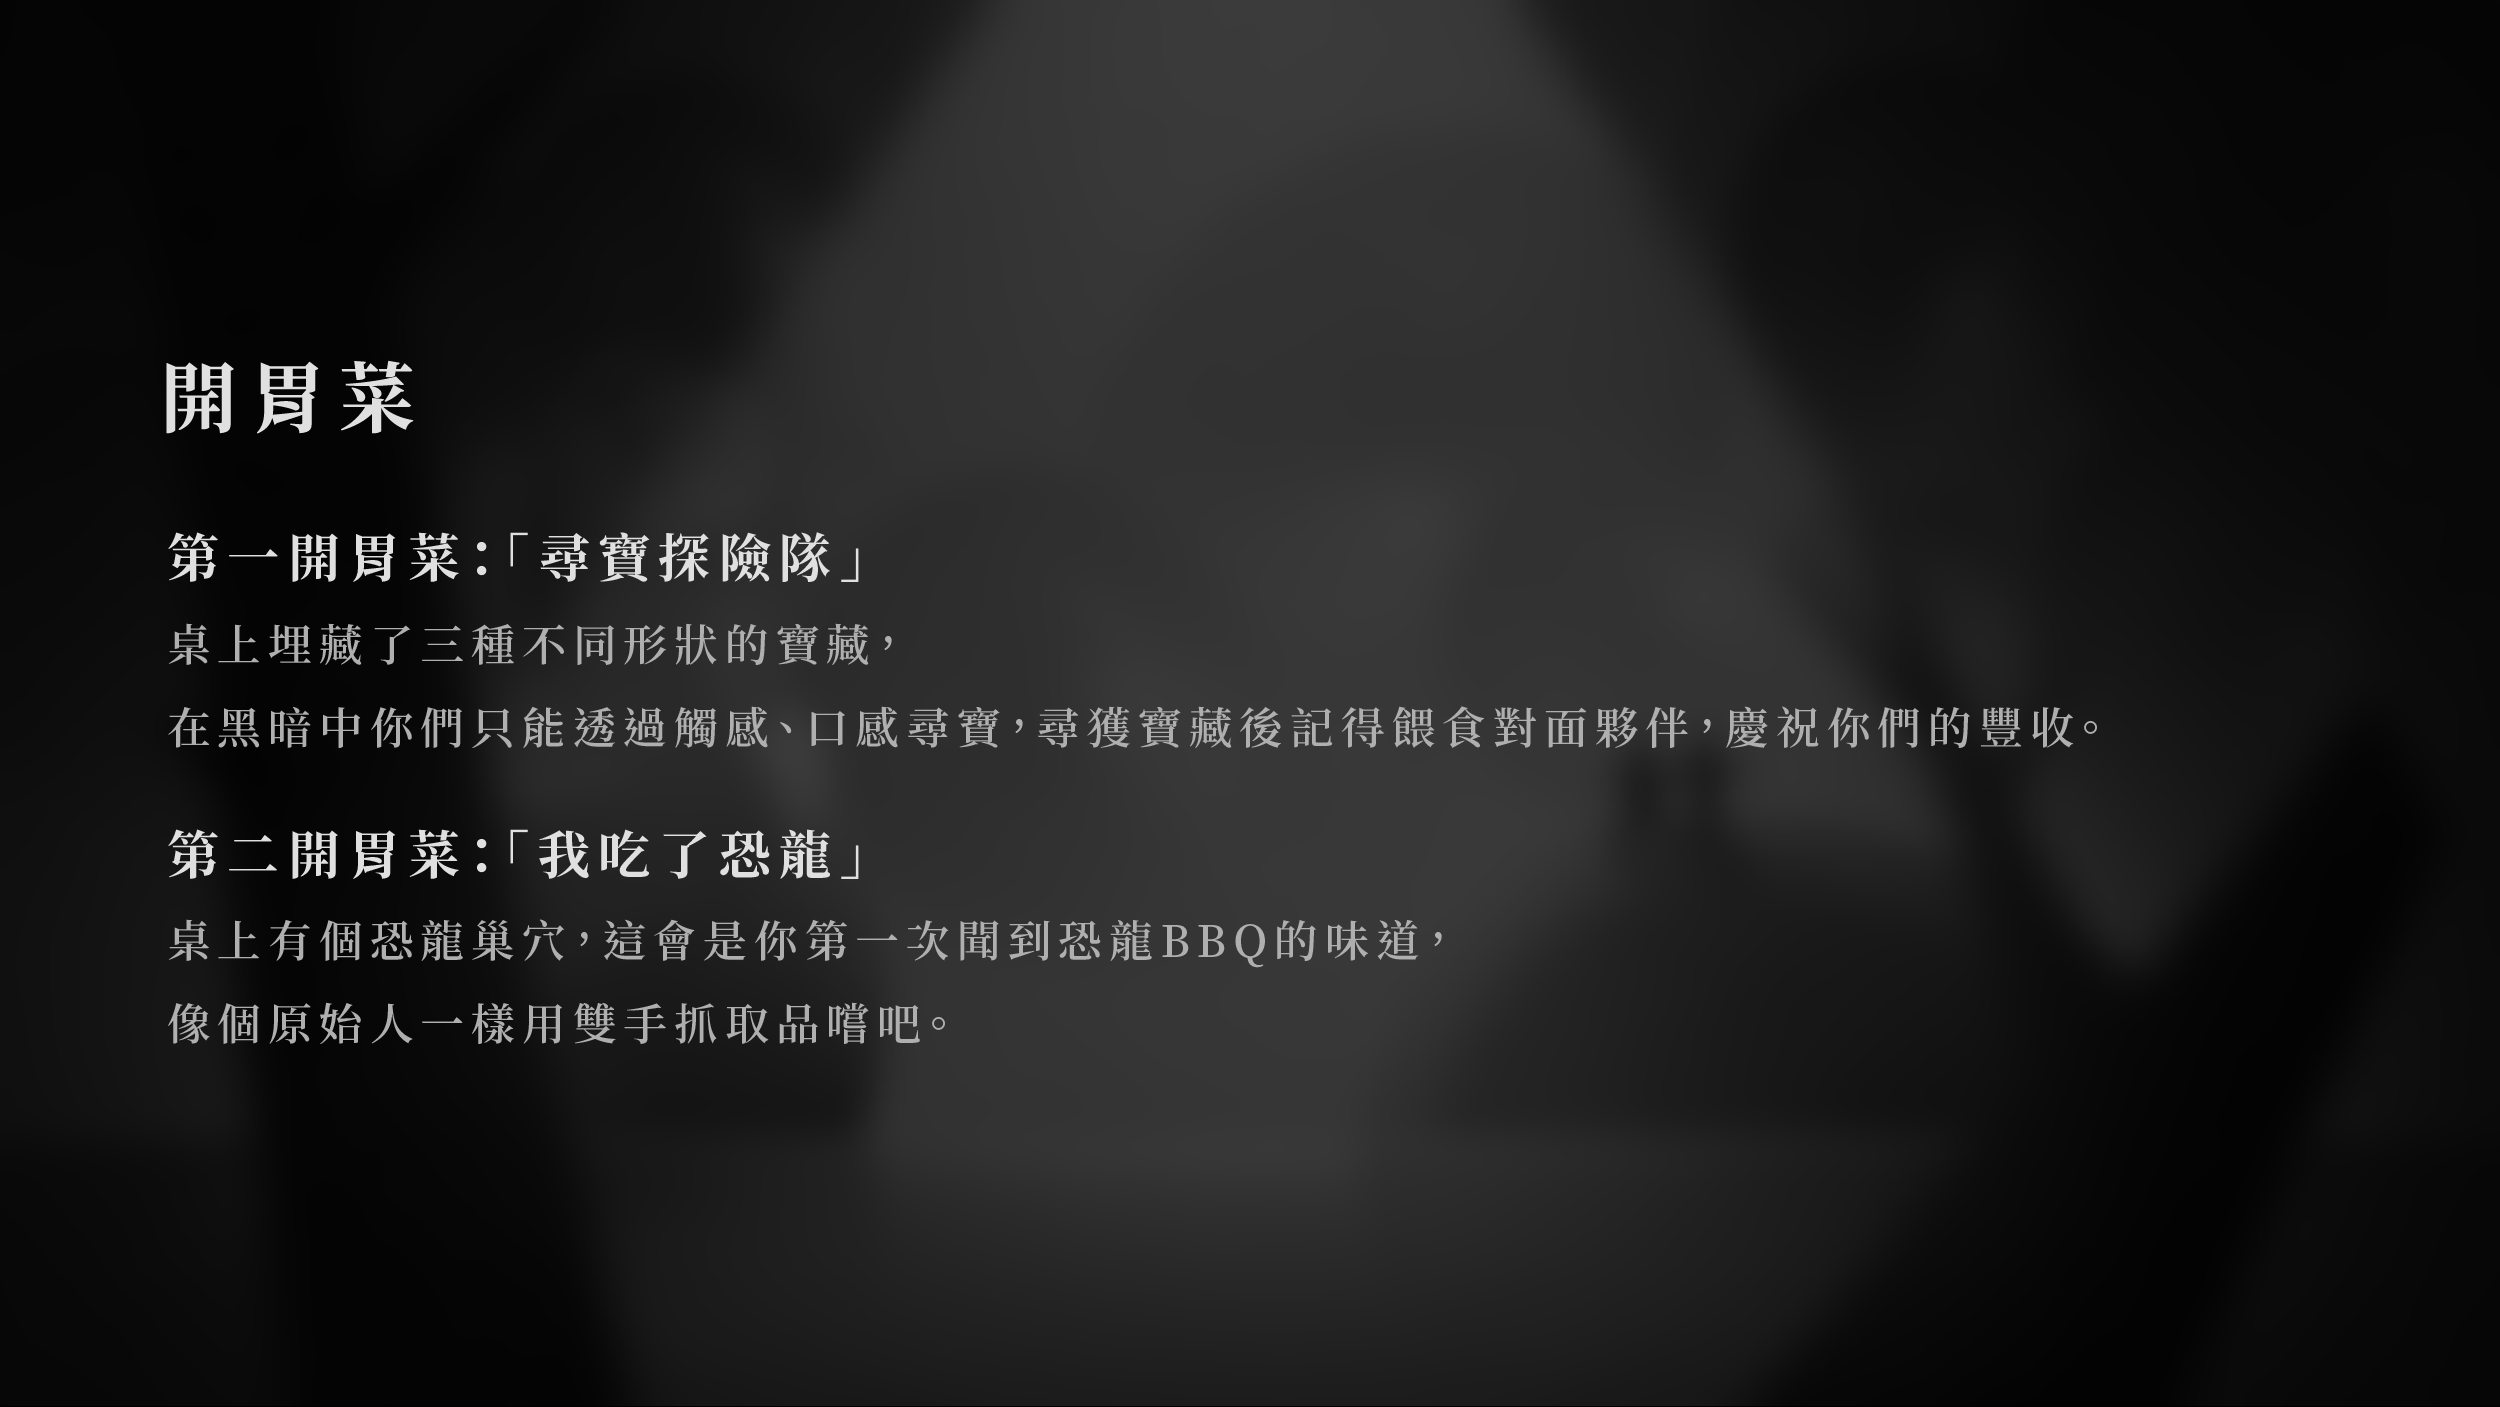 開胃菜
第一開胃菜：「尋寶探險隊」
桌上埋藏了三種不同形狀的寶藏，
在黑暗中你們只能透過觸感、口感尋寶，尋獲寶藏後記得餵食對面夥伴，慶祝你們的豐收。
第二開胃菜：「我吃了恐龍」
桌上有個恐龍巢穴，這會是你第一次聞到恐龍BBQ的味道，
像個原始人一樣用雙手抓取品嚐吧。